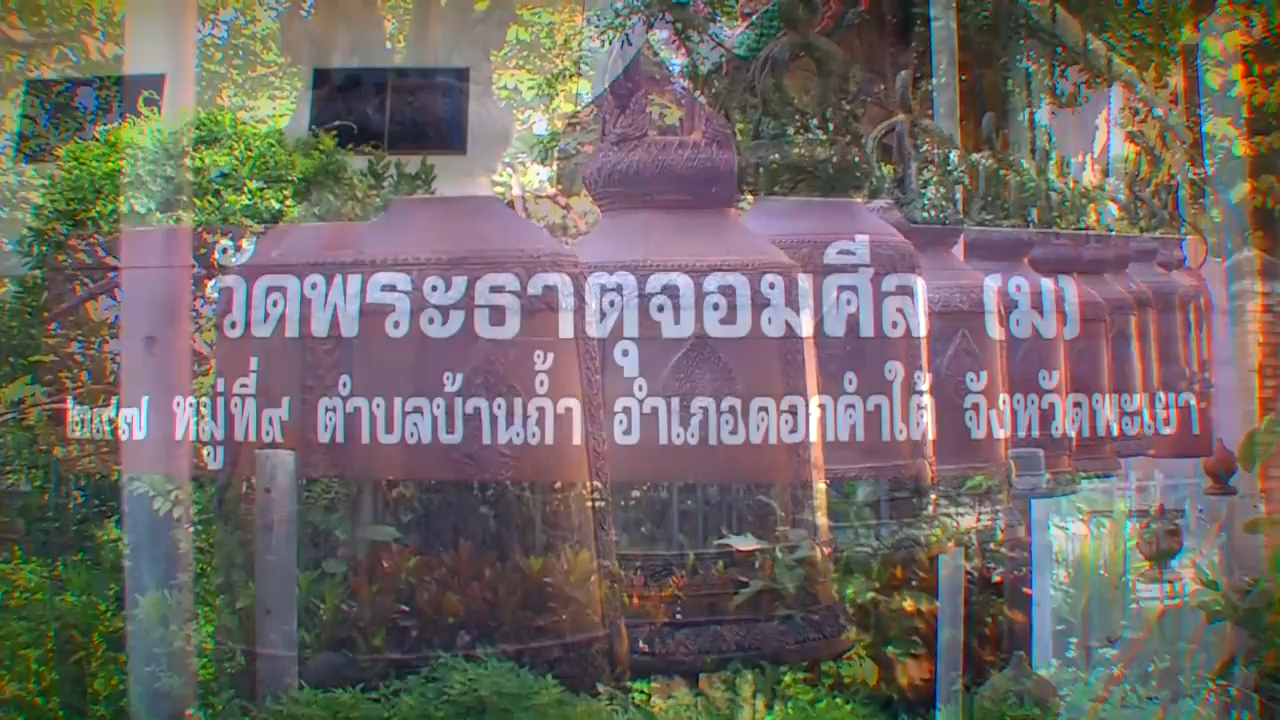 วัดพระธาตุจอมศีล (ม)
๒๙๗ หมู่ที่๙ ตำบลบ้านถ้ำ อำเภอดอกคำใต้ จังหวัดพะเยา